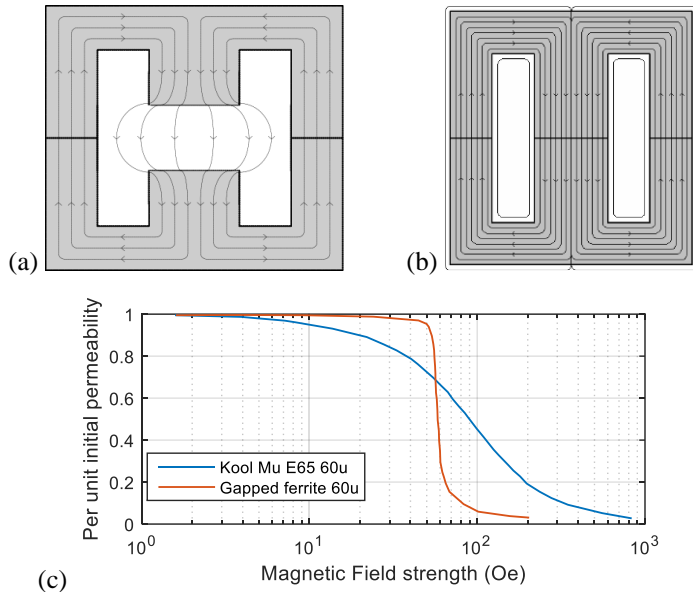 (a)
(b)
Per unit initial permeability
1
0.8
0.6
0.4
0.2
0
Kool Mu E65 60u
Gapped ferrite 60u
10^0
10^1
10^2
10^3
Magnetic Field strength (Oe)
(c)